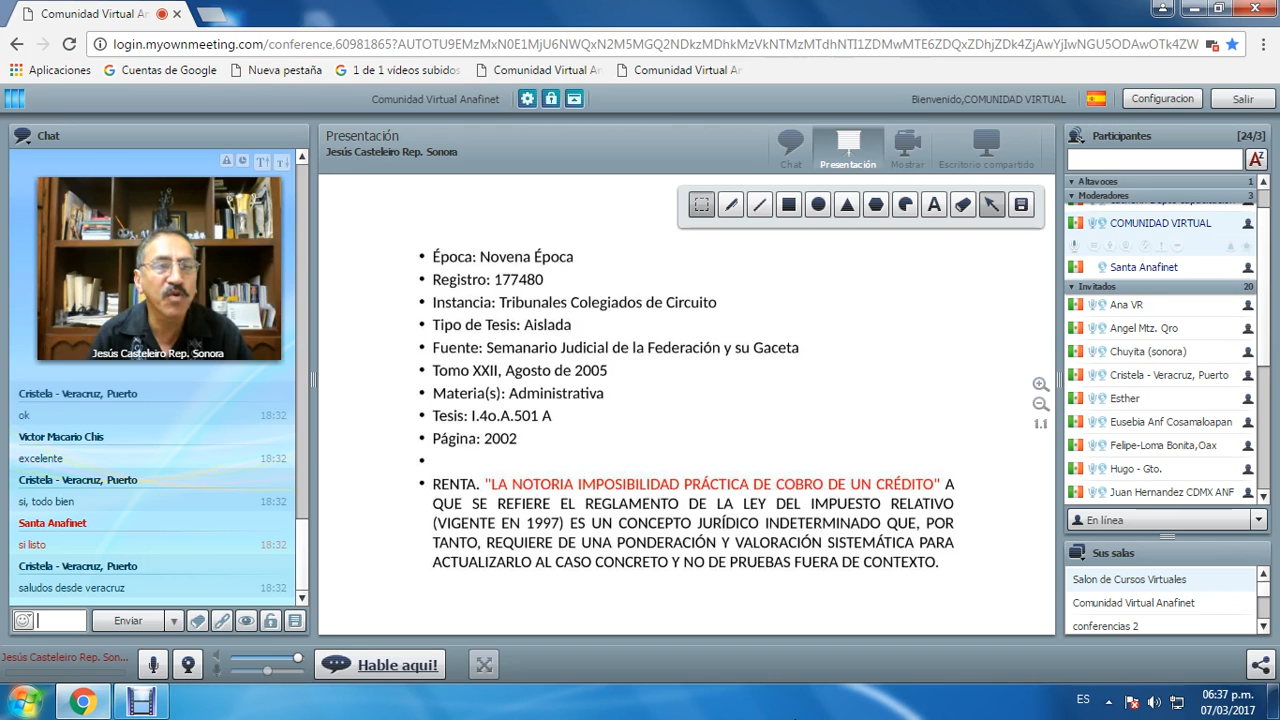 Comunidad Virtual An
login.myownmeeting.com/conference,60981865?
Aplicaciones
Cuentas de Google
Nueva pestaña
1 de 1 vídeos subidos
Comunidad Virtual An
Comunidad Virtual An
Comunidad Virtual Anafinet
Bienvenido,COMUNIDAD VIRTUAL
Configuracion
Salir
Chat
Jesús Casteleiro Rep. Sonora
Cristela - Veracruz, Puerto
ok 18:32
Victor Macario Chis
excelente 18:32
Cristela - Veracruz, Puerto
si, todo bien 18:32
Santa Anafinet
si listo 18:32
Cristela - Veracruz, Puerto
saludos desde veracruz 18:32
Enviar
Presentación
Jesús Casteleiro Rep. Sonora
Chat
Presentación
Mostrar
Escritorio compartido
• Época: Novena Época
• Registro: 177480
• Instancia: Tribunales Colegiados de Circuito
• Tipo de Tesis: Aislada
• Fuente: Semanario Judicial de la Federación y su Gaceta
• Tomo XXII, Agosto de 2005
• Materia(s): Administrativa
• Tesis: I.4o.A.501 A
• Página: 2002
•
• RENTA. "LA NOTORIA IMPOSIBILIDAD PRÁCTICA DE COBRO DE UN CRÉDITO" A
QUE SE REFIERE EL REGLAMENTO DE LA LEY DEL IMPUESTO RELATIVO
(VIGENTE EN 1997) ES UN CONCEPTO JURÍDICO INDETERMINADO QUE, POR
TANTO, REQUIERE DE UNA PONDERACIÓN Y VALORACIÓN SISTEMÁTICA PARA
ACTUALIZARLO AL CASO CONCRETO Y NO DE PRUEBAS FUERA DE CONTEXTO.
1.1
Participantes [24/3]
Altavoces 1
Moderadores 3
COMUNIDAD VIRTUAL
Santa Anafinet
Invitados 20
Ana VR
Angel Mtz. Qro
Chuyita (sonora)
Cristela - Veracruz, Puerto
Esther
Eusebia Anf Cosamaloapan
Felipe-Loma Bonita,Oax
Hugo - Gto.
Juan Hernandez CDMX ANF
En línea
Sus salas
Salon de Cursos Virtuales
Comunidad Virtual Anafinet
conferencias 2
Jesús Casteleiro Rep. Son...
Hable aqui!
ES
06:37 p.m.
07/03/2017